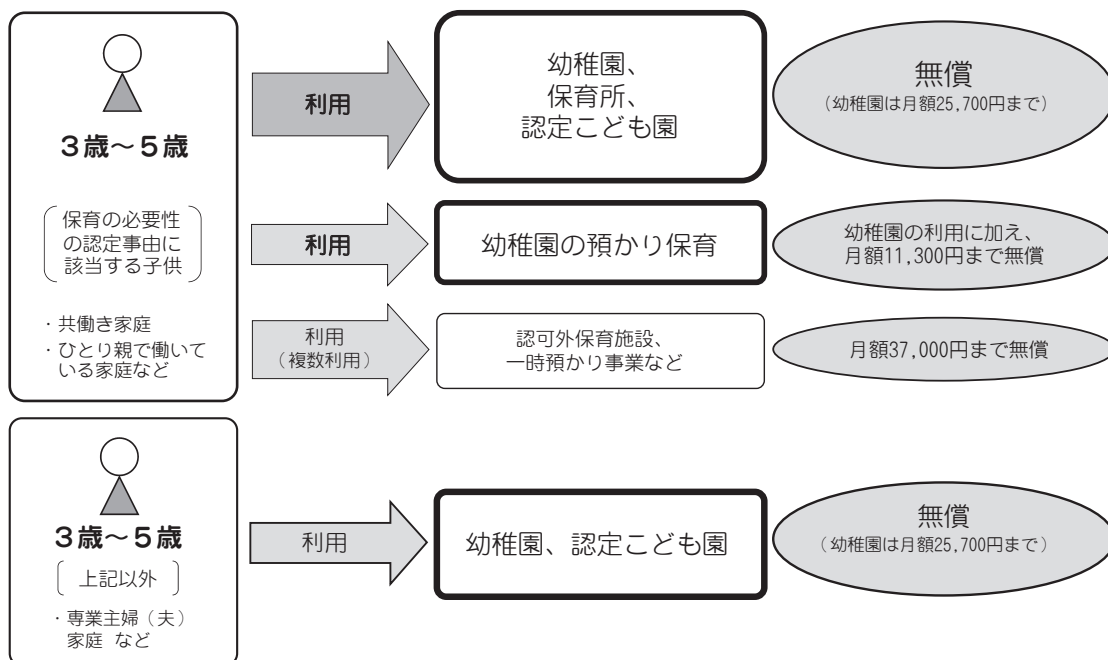 ３歳～５歳
保育の必要性
の認定事由に
該当する子供
・共働き家庭
・ひとり親で働いて
いる家庭など
利用
幼稚園、
保育所、
認定こども園
無償
（幼稚園は月額25,700円まで）
利用
幼稚園の預かり保育
幼稚園の利用に加え、
月額11,300円まで無償
利用
（複数利用）
認可外保育施設、
一時預かり事業など
月額37,000円まで無償
３歳～５歳
上記以外
・専業主婦（夫）
家庭 など
利用
幼稚園、認定こども園
無償
（幼稚園は月額25,700円まで）